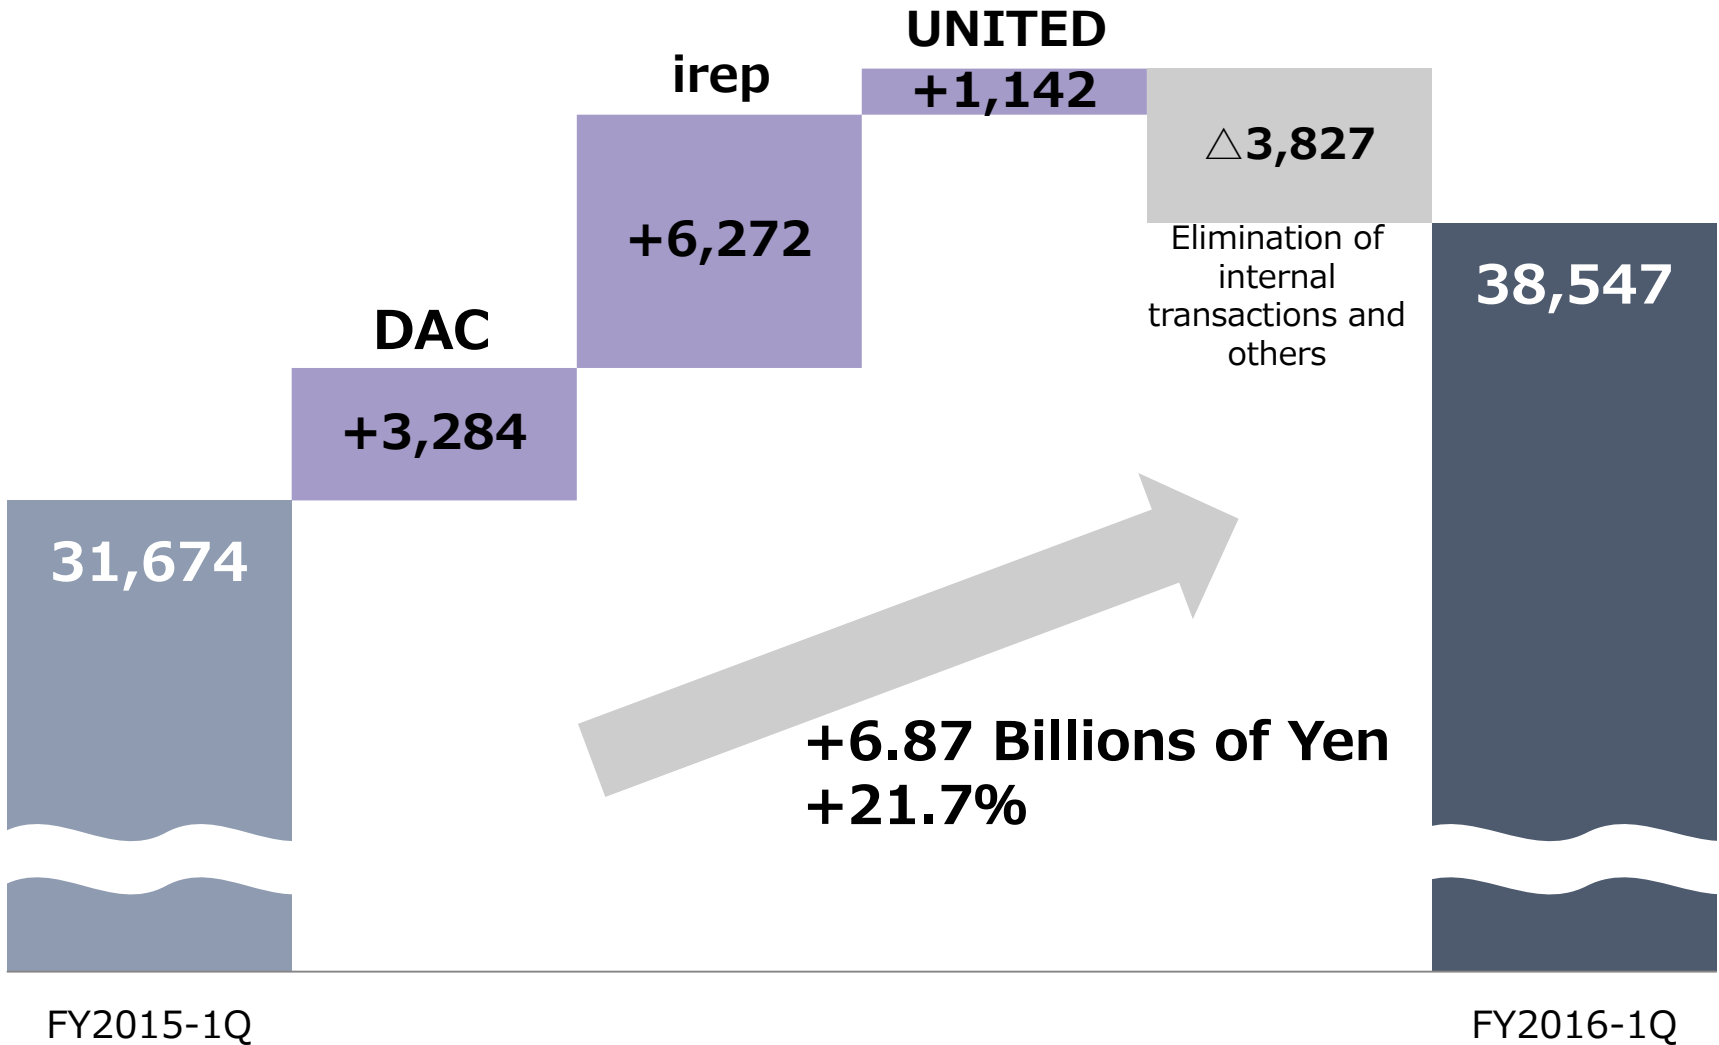 UNITED
+1,142
irep
+6,272
△3,827
Elimination of
internal
transactions and
others
38,547
DAC
+3,284
31,674
+6.87 Billions of Yen
+21.7%
FY2015-1Q
FY2016-1Q